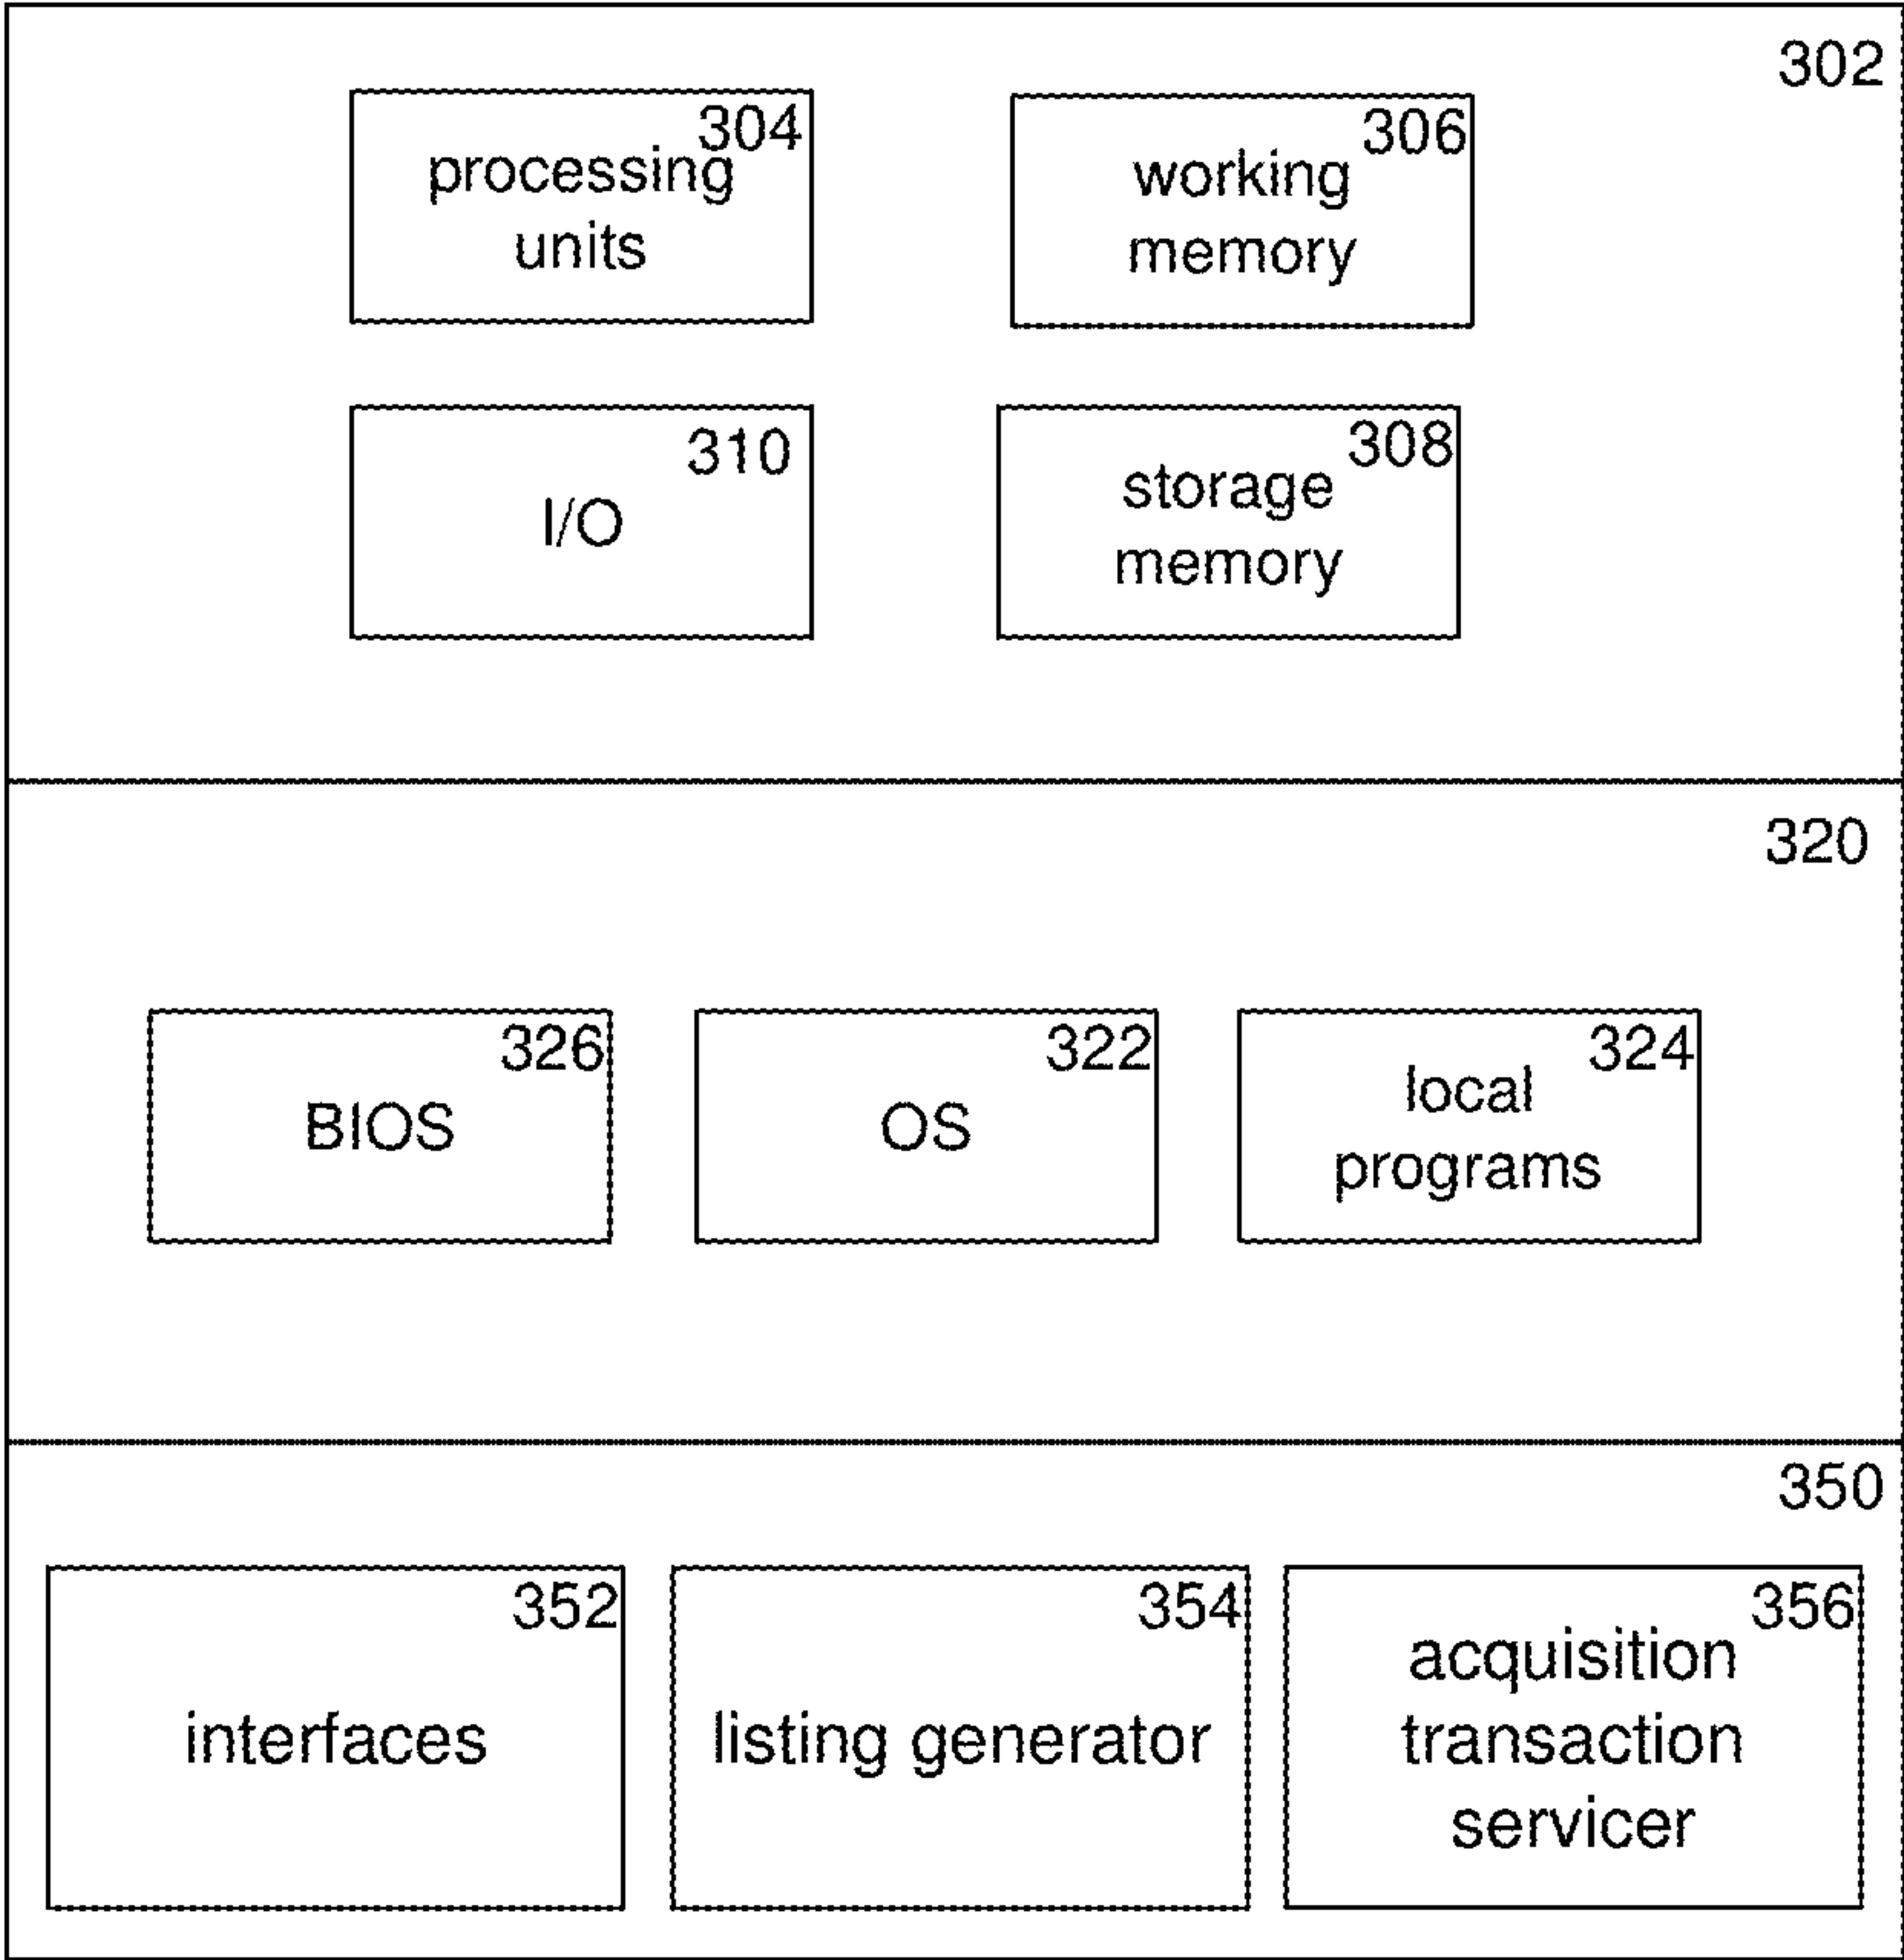 302
304
processing
units
306
working
memory
310
I/O
308
storage
memory
320
326
BIOS
322
OS
324
local
programs
350
352
interfaces
354
listing generator
356
acquisition
transaction
servicer